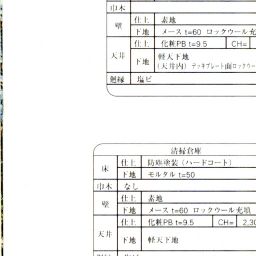 巾木
壁 仕上 素地
下地 メース t=60 ロックウール充
天井 仕上 化粧PB t=9.5 CH=
下地 軽天下地
(天井内) デッキプレート面ロックウー
廻縁 塩ビ
清掃倉庫
床 仕上 防塵塗装(ハードコート)
下地 モルタル t=50
巾木 なし
壁 仕上 素地
下地 メース t=60 ロックウール充填
天井 仕上 化粧PB t=9.5 CH= 2,30
下地 軽天下地